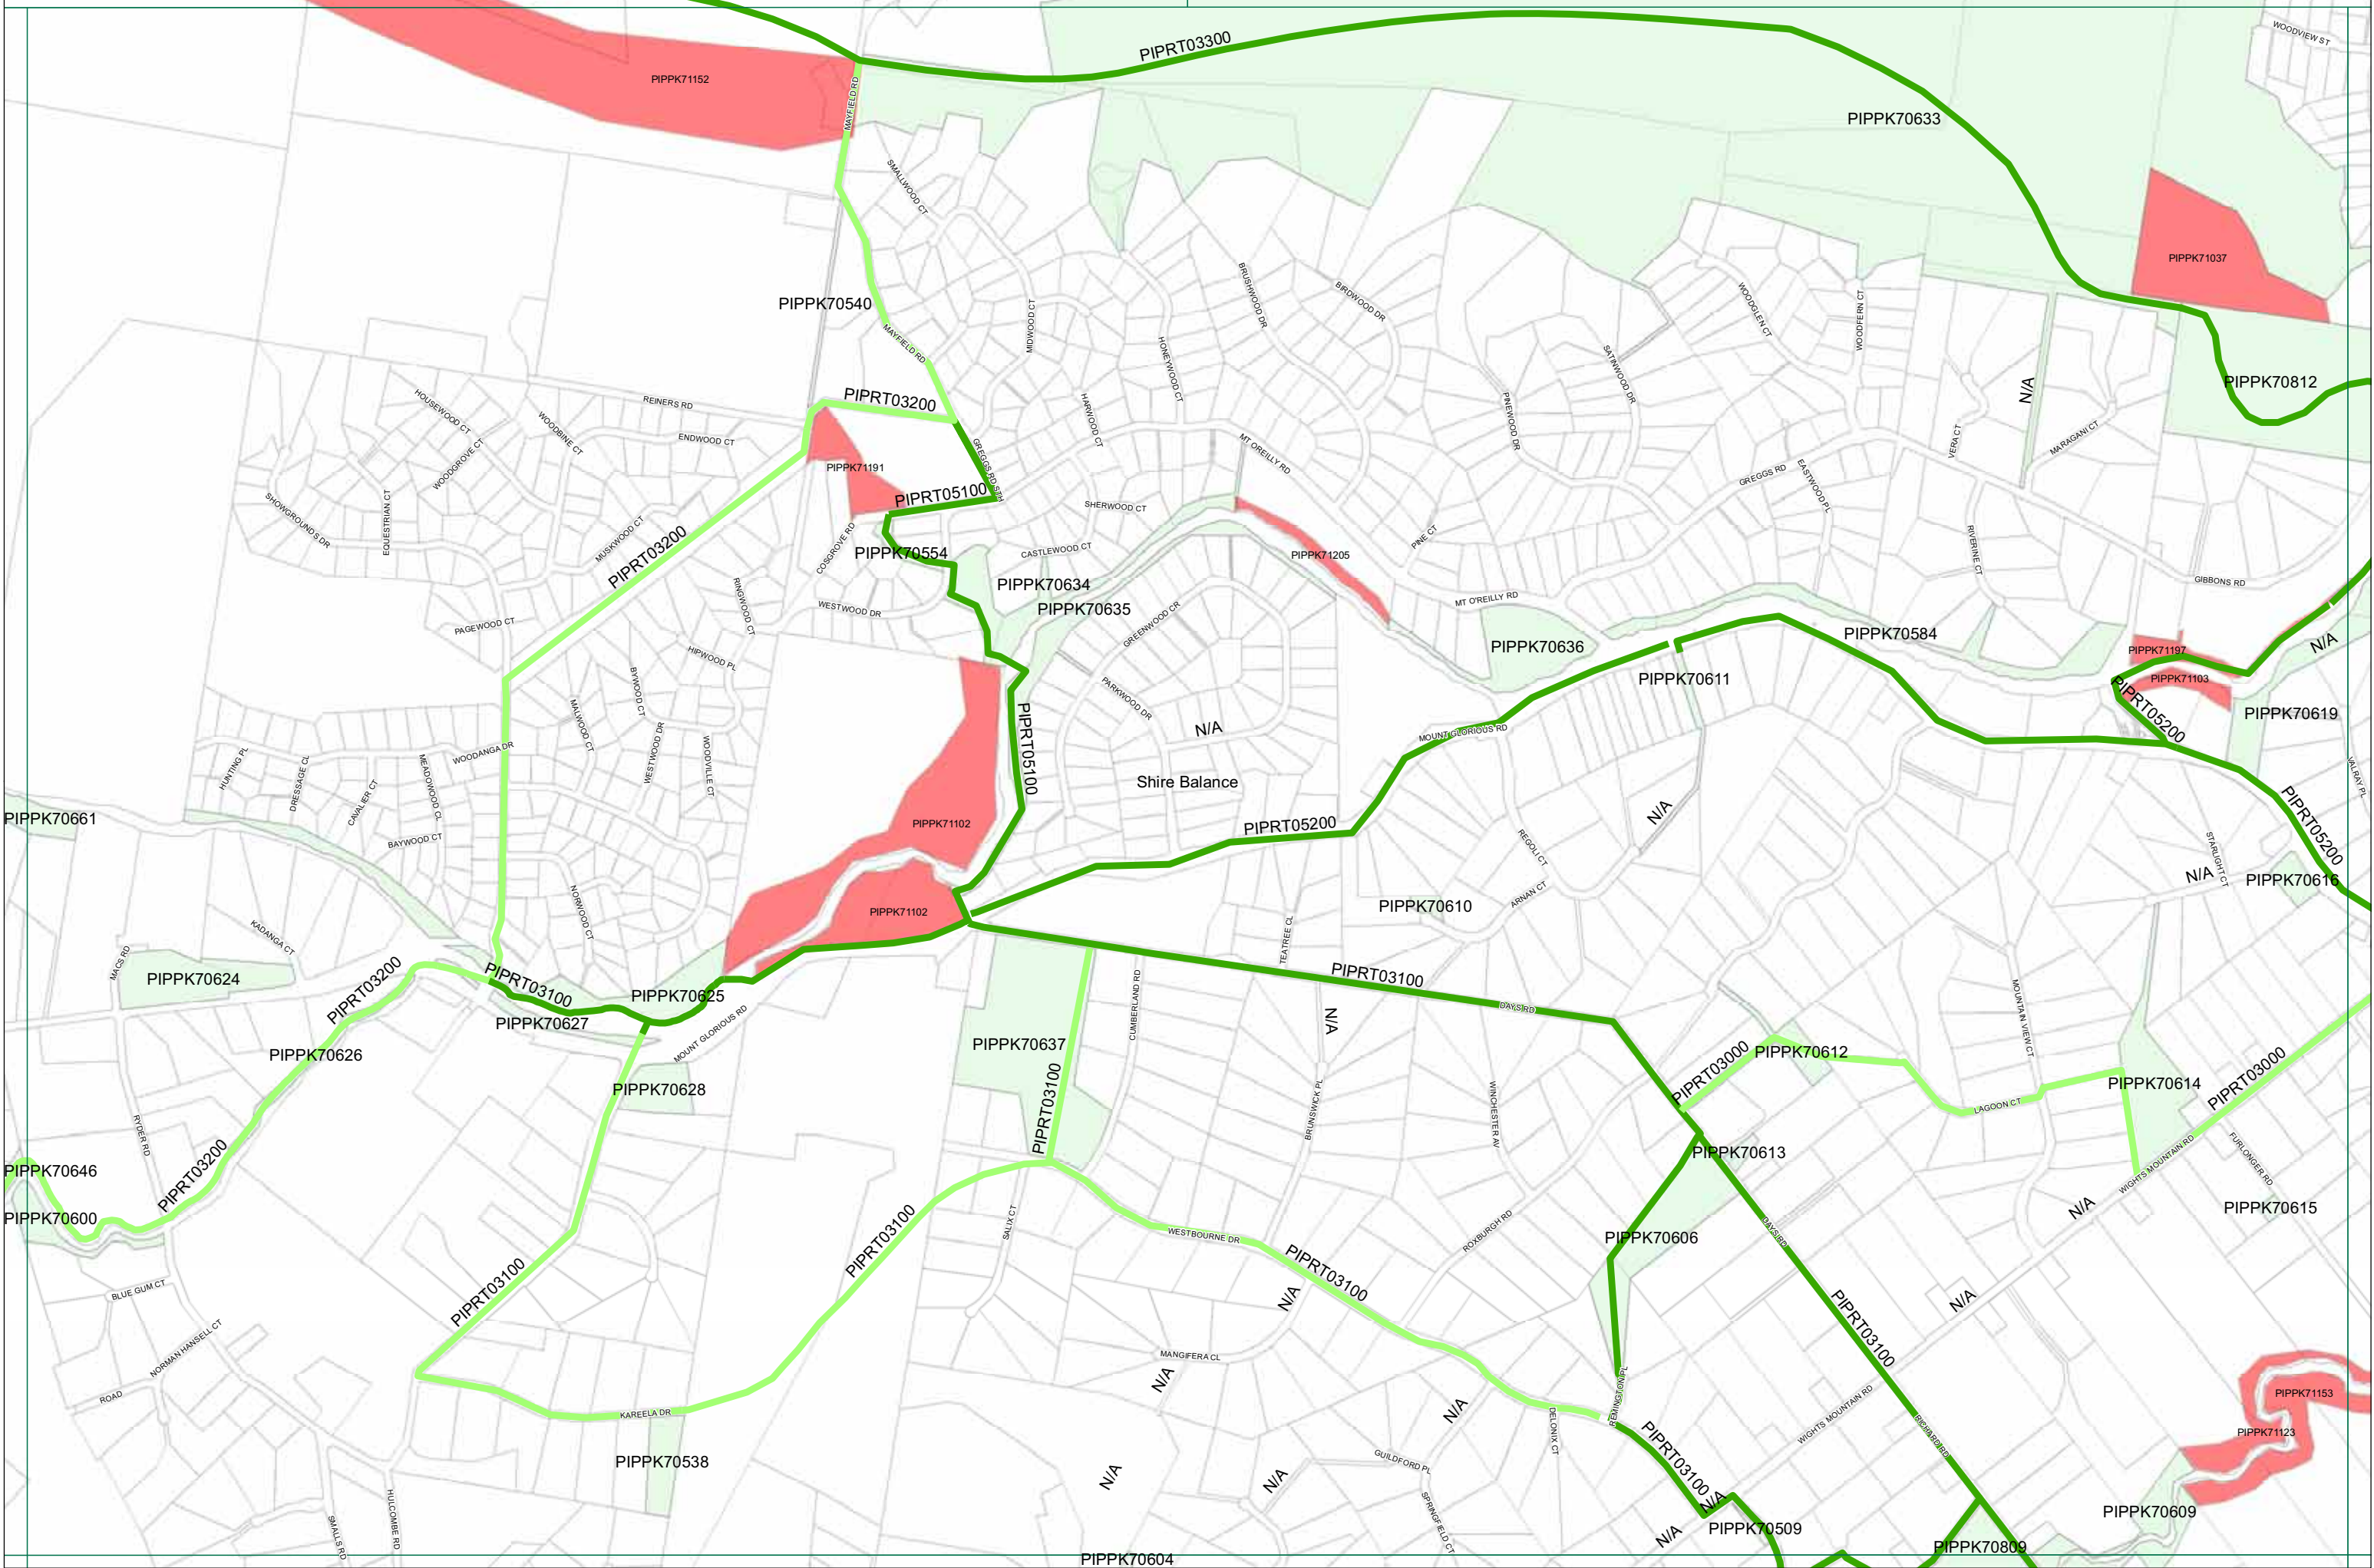 WOODVIEW ST
PIPRT03300
PIPPK71152
MAYFIELD RD
PIPPK70633
SMALLWOOD CT
PIPPK71037
BRUSHWOOD DR
BIRDWOOD DR
WOODGLEN CT
WOODFERN CT
PIPPK70540
MIDWOOD CT
MAYFIELD RD
HONEYWOOD CT
SATINWOOD DR
PIPPK70812
N/A
PIPRT03200
REINERS RD
HOUSEWOOD CT
WOODBINE CT
ENDWOOD CT
WOODGROVE CT
HARWOOD CT
PINEWOOD DR
MT OREILLY RD
VERA CT
MARAGANI CT
GREGGS RD STH
PIPPK71191
GREGGS RD
EASTWOOD PL
PIPRT05100
SHERWOOD CT
SHOWGROUNDS DR
EQUESTRIAN CT
MUSKWOOD CT
COSGROVE RD
PIPPK70554
CASTLEWOOD CT
PIPPK71205
PINE CT
RIVERINE CT
PIPRT03200
PIPPK70634
GIBBONS RD
RINGWOOD CT
WESTWOOD DR
PIPPK70635
MT O'REILLY RD
GREENWOOD CR
PAGEWOOD CT
PIPPK70636
PIPPK70584
N/A
PIPPK71197
HIPWOOD PL
PIPPK70611
PIPPK71103
BYWOOD CT
PARKWOOD DR
PIPRT05200
PIPPK70619
MALWOOD CT
N/A
MOUNT GLORIOUS RD
PIPRT05100
WESTWOOD DR
WOODVILLE CT
WOODANGA DR
HUNTING PL
DRESSAGE CL
CAVALIER CT
MEADWOOD CL
Shire Balance
VALRAY PL
N/A
PIPPK70661
PIPPK71102
PIPRT05200
PIPRT05200
BAYWOOD CT
REGOLI CT
STARLIGHT CT
N/A
PIPPK70616
NORWOOD CT
ARNAN CT
PIPPK71102
PIPPK70610
KADANGA CT
TEATREE CL
MACS RD
PIPPK70624
PIPRT03200
PIPRT03100
PIPPK70625
PIPRT03100
CUMBERLAND RD
DAYS RD
MOUNTAIN VIEW CT
PIPPK70627
N/A
MOUNT GLORIOUS RD
PIPPK70626
PIPPK70637
PIPRT03000
PIPPK70612
PIPRT03000
PIPPK70628
PIPPK70614
PIPRT03100
LAGOON CT
BRUNSWICK PL
WINCHESTER AV
RYDER RD
PIPPK70613
FURLONGER RD
PIPPK70646
PIPRT03200
WIGHTS MOUNTAIN RD
PIPPK70600
N/A
PIPPK70615
SALIX CT
PIPRT03100
WESTBOURNE DR
ROXBURGH RD
PIPPK70606
DAYS RD
PIPRT03100
PIPRT03100
BLUE GUM CT
N/A
N/A
PIPRT03100
NORMAN HANSELL CT
MANGIFERA CL
N/A
ROAD
PIPPK71153
REMINGTON PL
KAREELA DR
N/A
DELONIX CT
WIGHTS MOUNTAIN RD
RICHARD RD
PIPPK71123
PIPPK70538
PIPRT03100
N/A
N/A
GUILDFORD PL
N/A
PIPPK70609
HULCOMBE RD
SMALLS RD
SPRINGFIELD CT
N/A
PIPPK70509
PIPPK70809
PIPPK70604